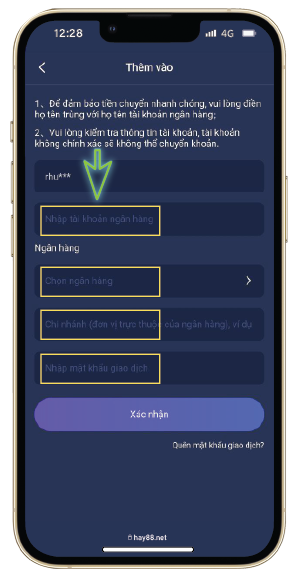 12:28
4G
Thêm vào
1、Để đảm bảo tiền chuyển nhanh chóng, vui lòng điền
họ tên trùng với họ tên tài khoản ngân hàng;
2、Vui lòng kiểm tra thông tin tài khoản, tài khoản
không chính xác sẽ không thể chuyển khoản.
rhu***
Nhập tài khoản ngân hàng
Ngân hàng
Chọn ngân hàng
Chi nhánh (đơn vị trực thuộc của ngân hàng), ví dụ
Nhập mật khẩu giao dịch
Xác nhận
Quên mật khẩu giao dịch?
hay88.net